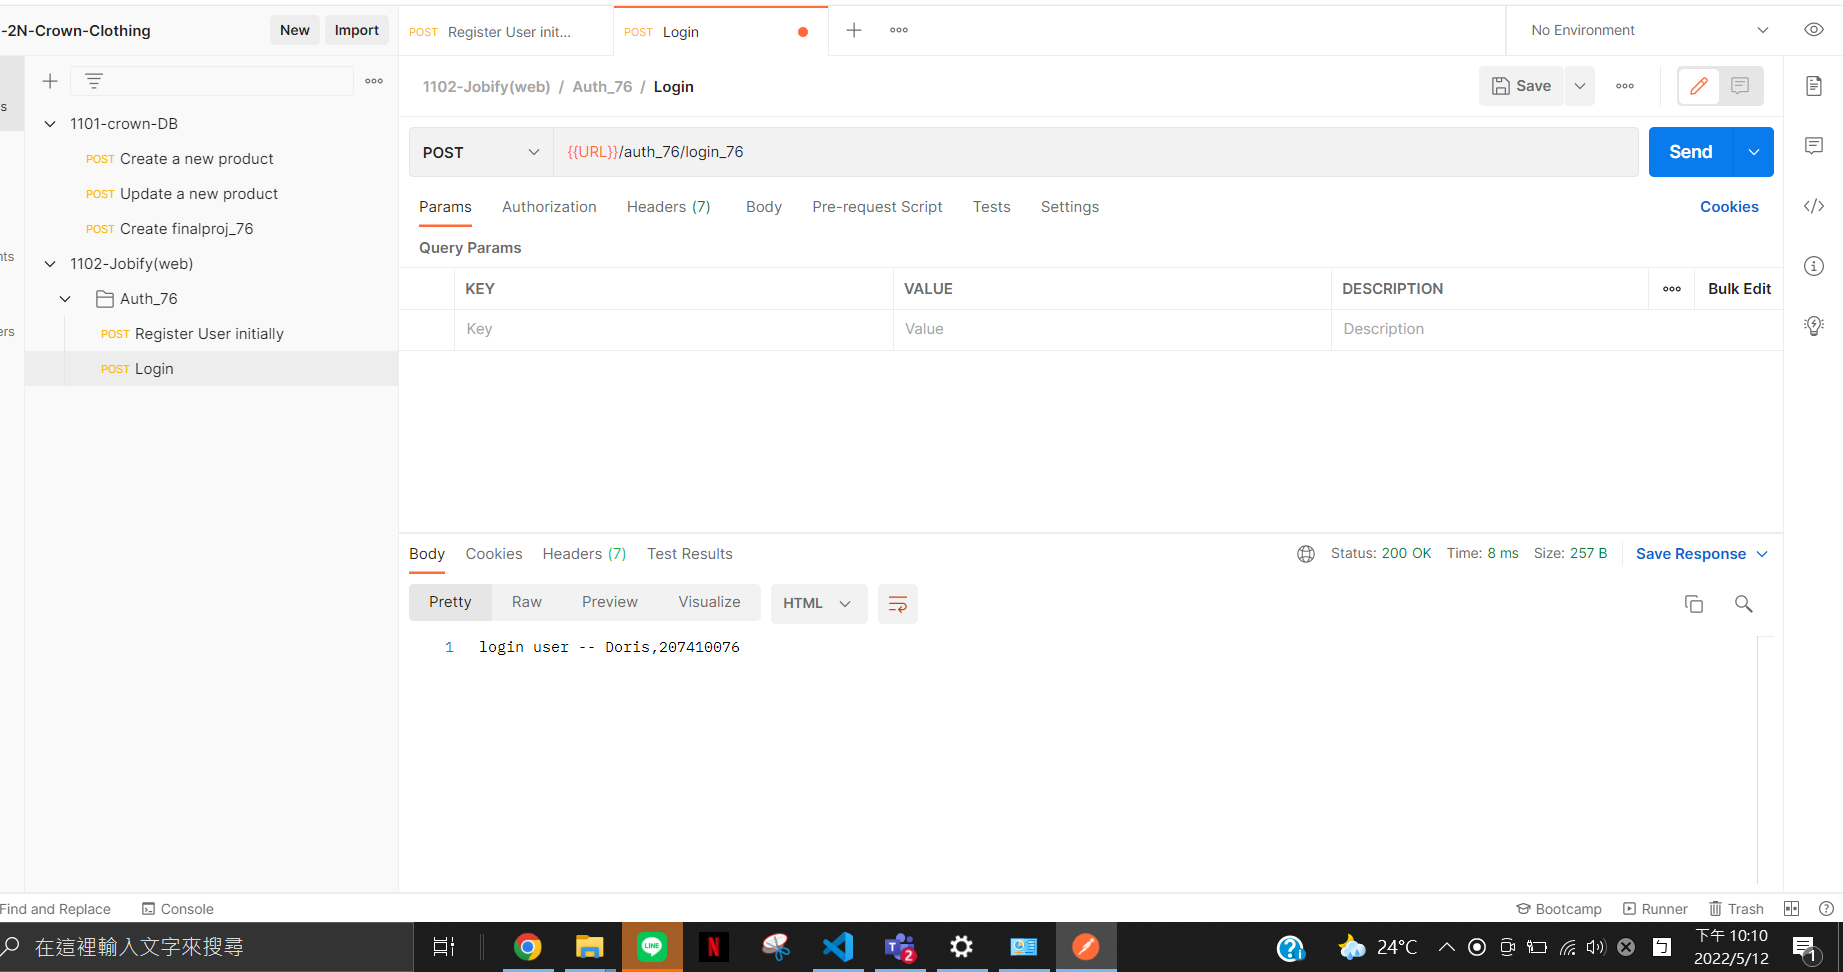 -2N-Crown-Clothing
New
Import
POST Register User init...
POST Login
No Environment
s
nts
ers
1101-crown-DB
POST Create a new product
POST Update a new product
POST Create finalproj_76
1102-Jobify(web)
Auth_76
POST Register User initially
POST Login
1102-Jobify(web) / Auth_76 / Login
Save
POST
{{URL}}/auth_76/login_76
Send
Params Authorization Headers (7) Body Pre-request Script Tests Settings
Cookies
Query Params
KEY VALUE DESCRIPTION Bulk Edit
Key Value Description
Body Cookies Headers (7) Test Results
Status: 200 OK Time: 8 ms Size: 257 B
Save Response
Pretty Raw Preview Visualize
HTML
1 login user -- Doris,207410076
Find and Replace
Console
Bootcamp
Runner
Trash
在這裡輸入文字來搜尋
LINE
N
T
2
24°C
下午 10:10
2022/5/12
1